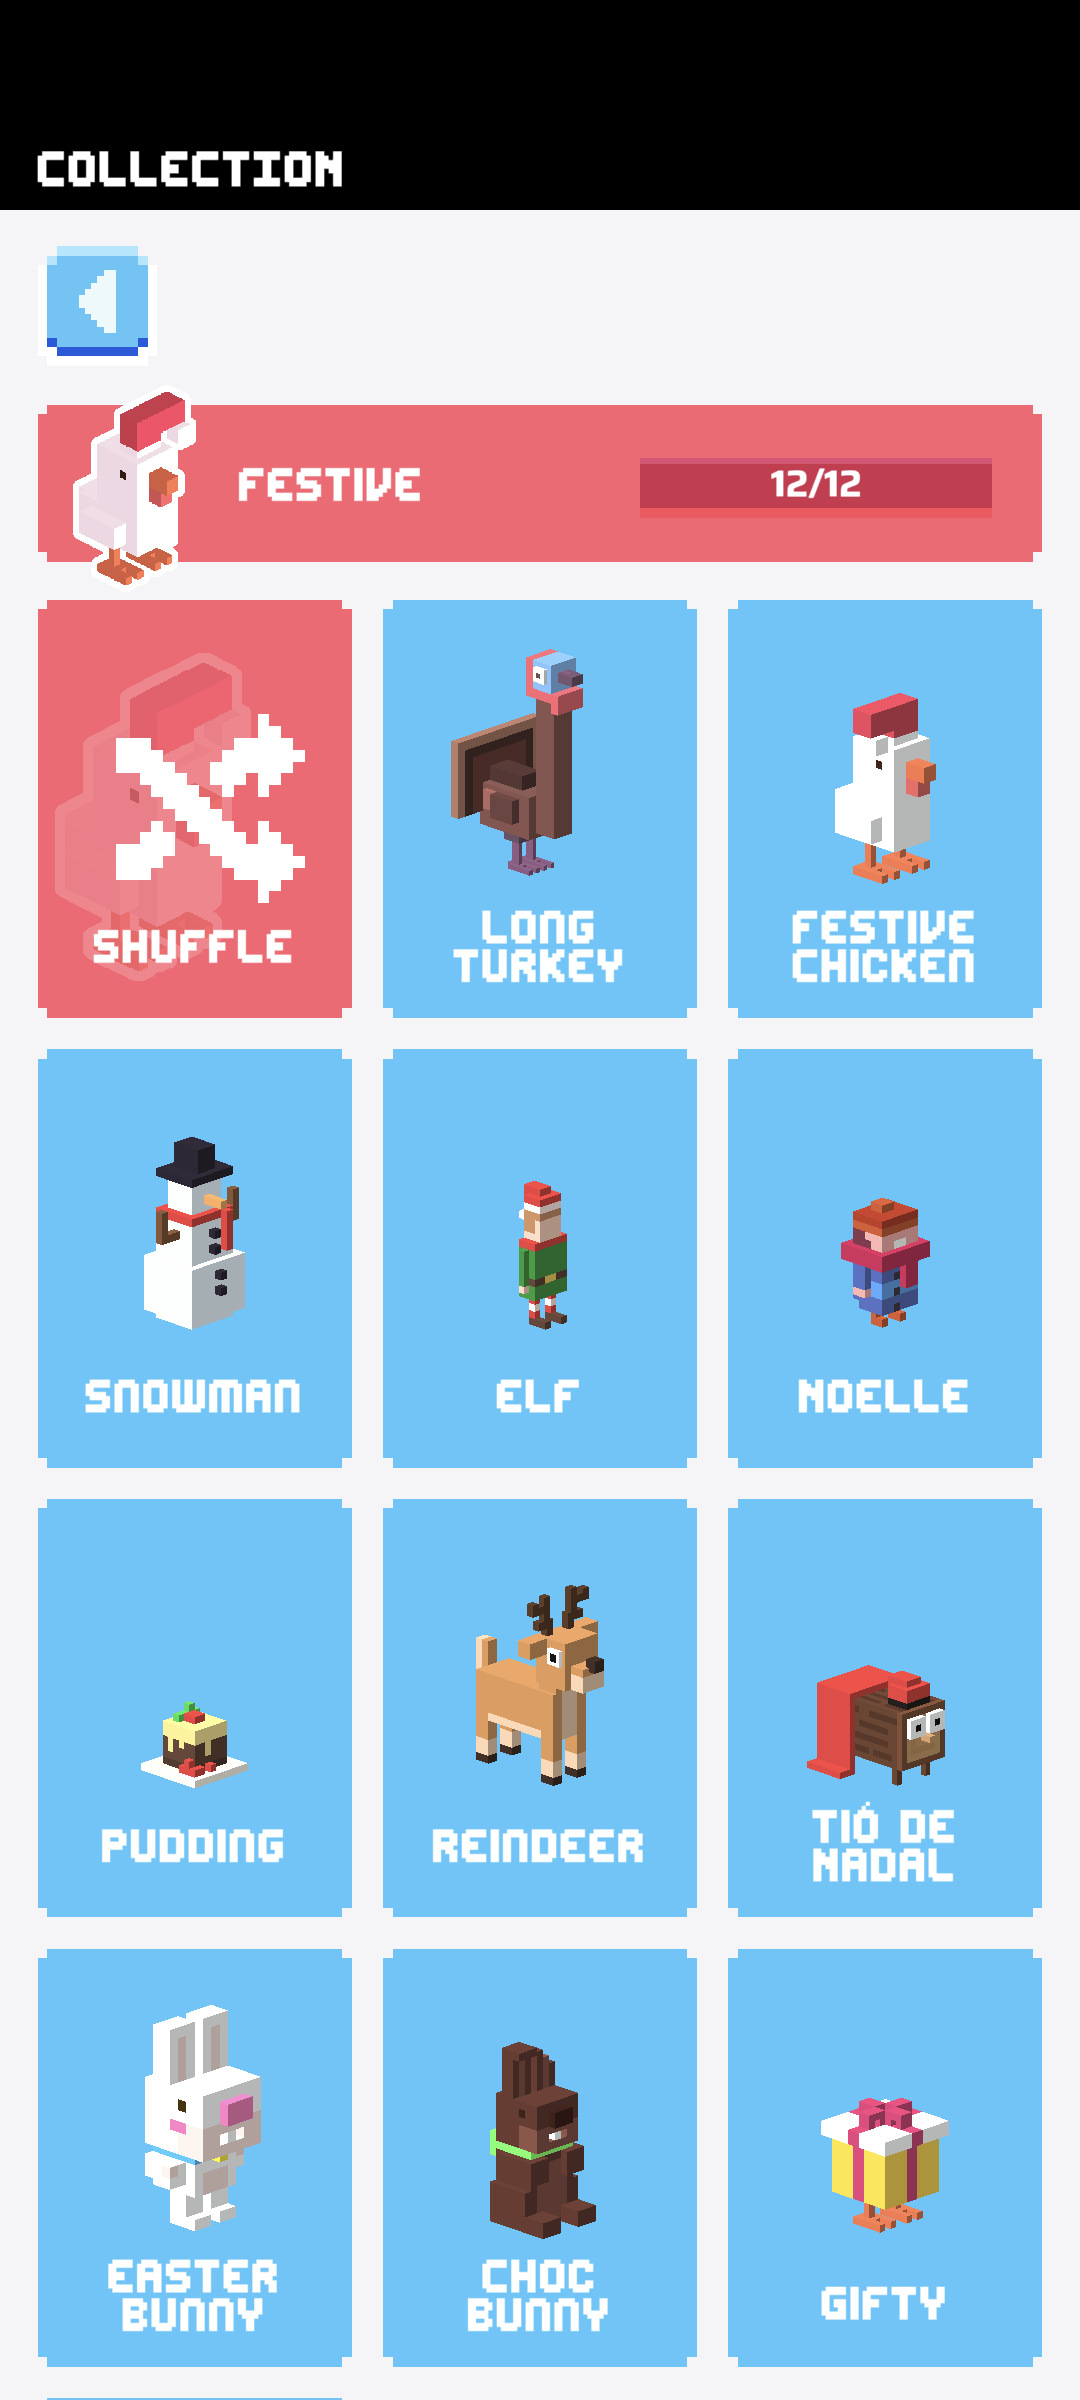 COLLECTION
FESTIVE
12/12
SHUFFLE
LONG
TURKEY
FESTIVE
CHICKEN
SNOWMAN
ELF
NOELLE
PUDDING
REINDEER
TIÓ DE
NADAL
EASTER
BUNNY
CHOC
BUNNY
GIFTY